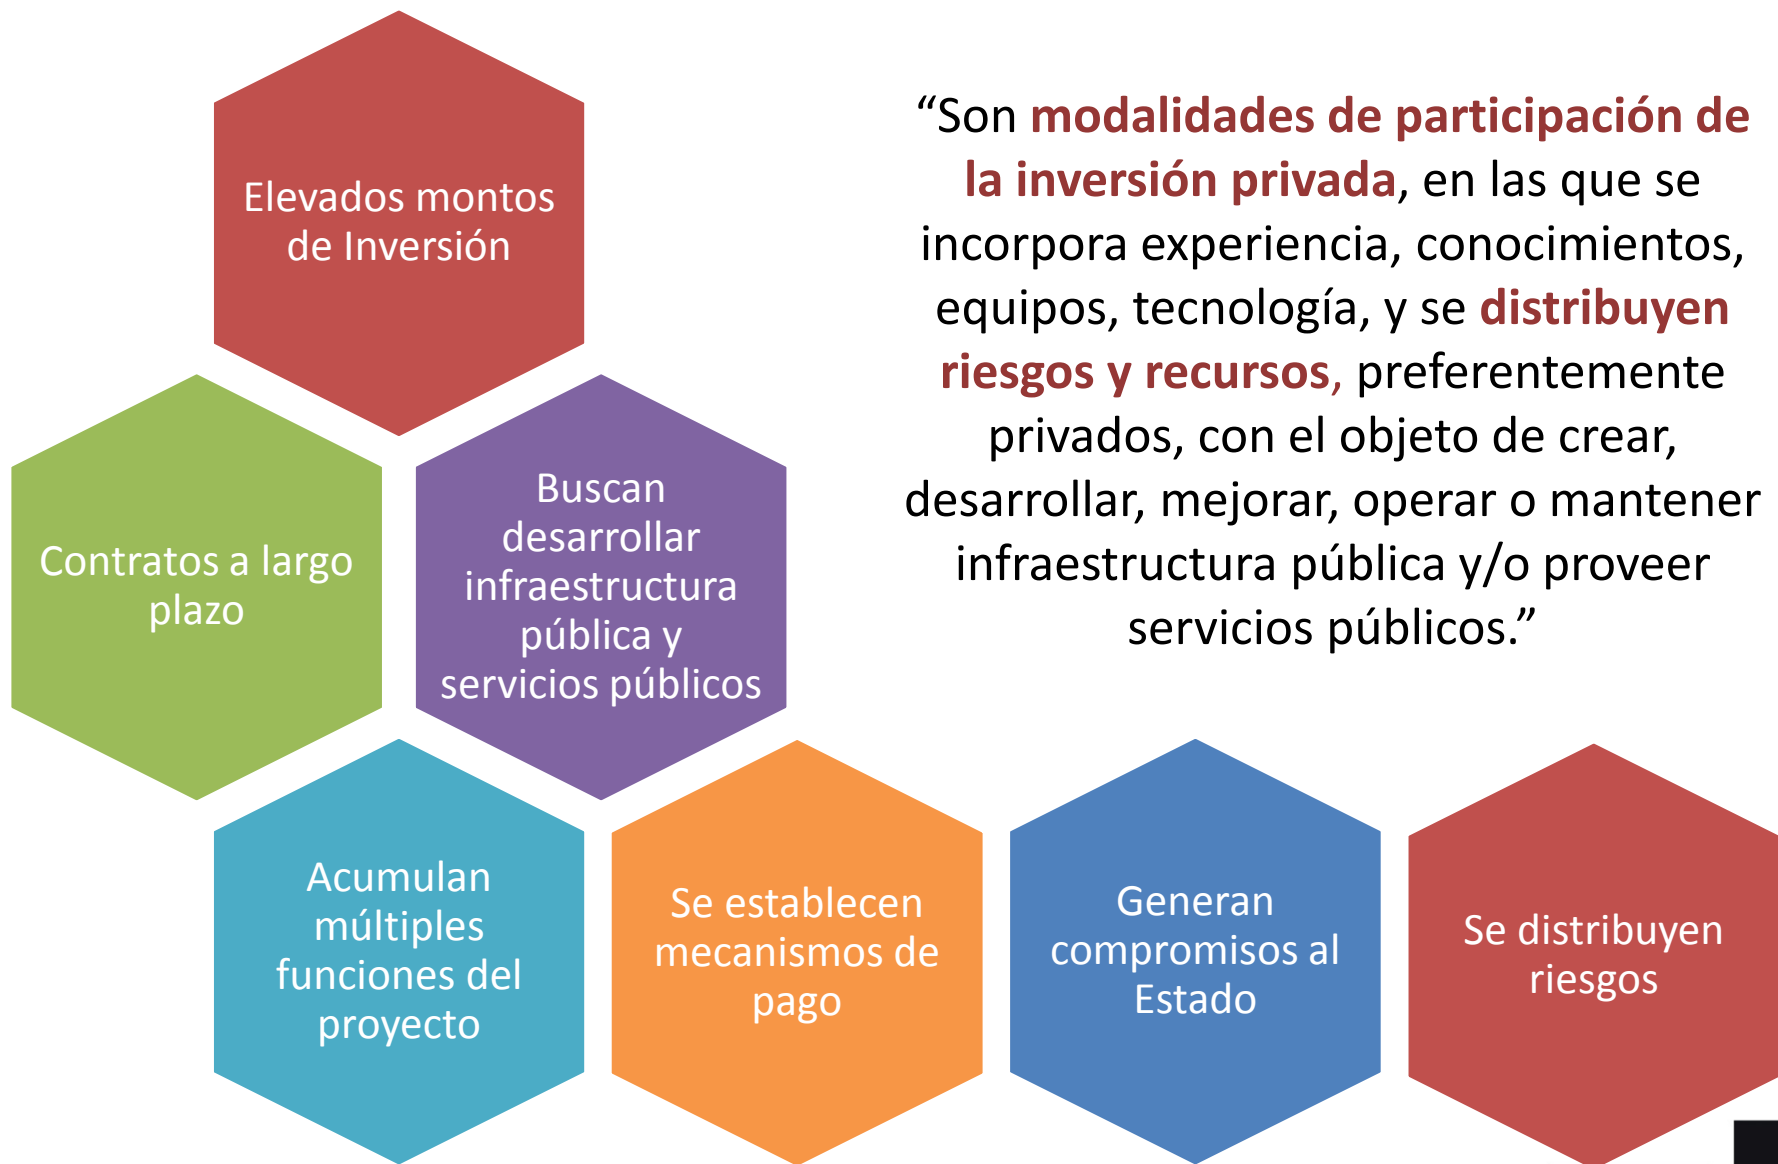 Elevados montos
de Inversión
“Son modalidades de participación de
la inversión privada, en las que se
incorpora experiencia, conocimientos,
equipos, tecnología, y se distribuyen
riesgos y recursos, preferentemente
privados, con el objeto de crear,
desarrollar, mejorar, operar o mantener
infraestructura pública y/o proveer
servicios públicos.”
Contratos a largo
plazo
Buscan
desarrollar
infraestructura
pública y
servicios públicos
Acumulan
múltiples
funciones del
proyecto
Se establecen
mecanismos de
pago
Generan
compromisos al
Estado
Se distribuyen
riesgos